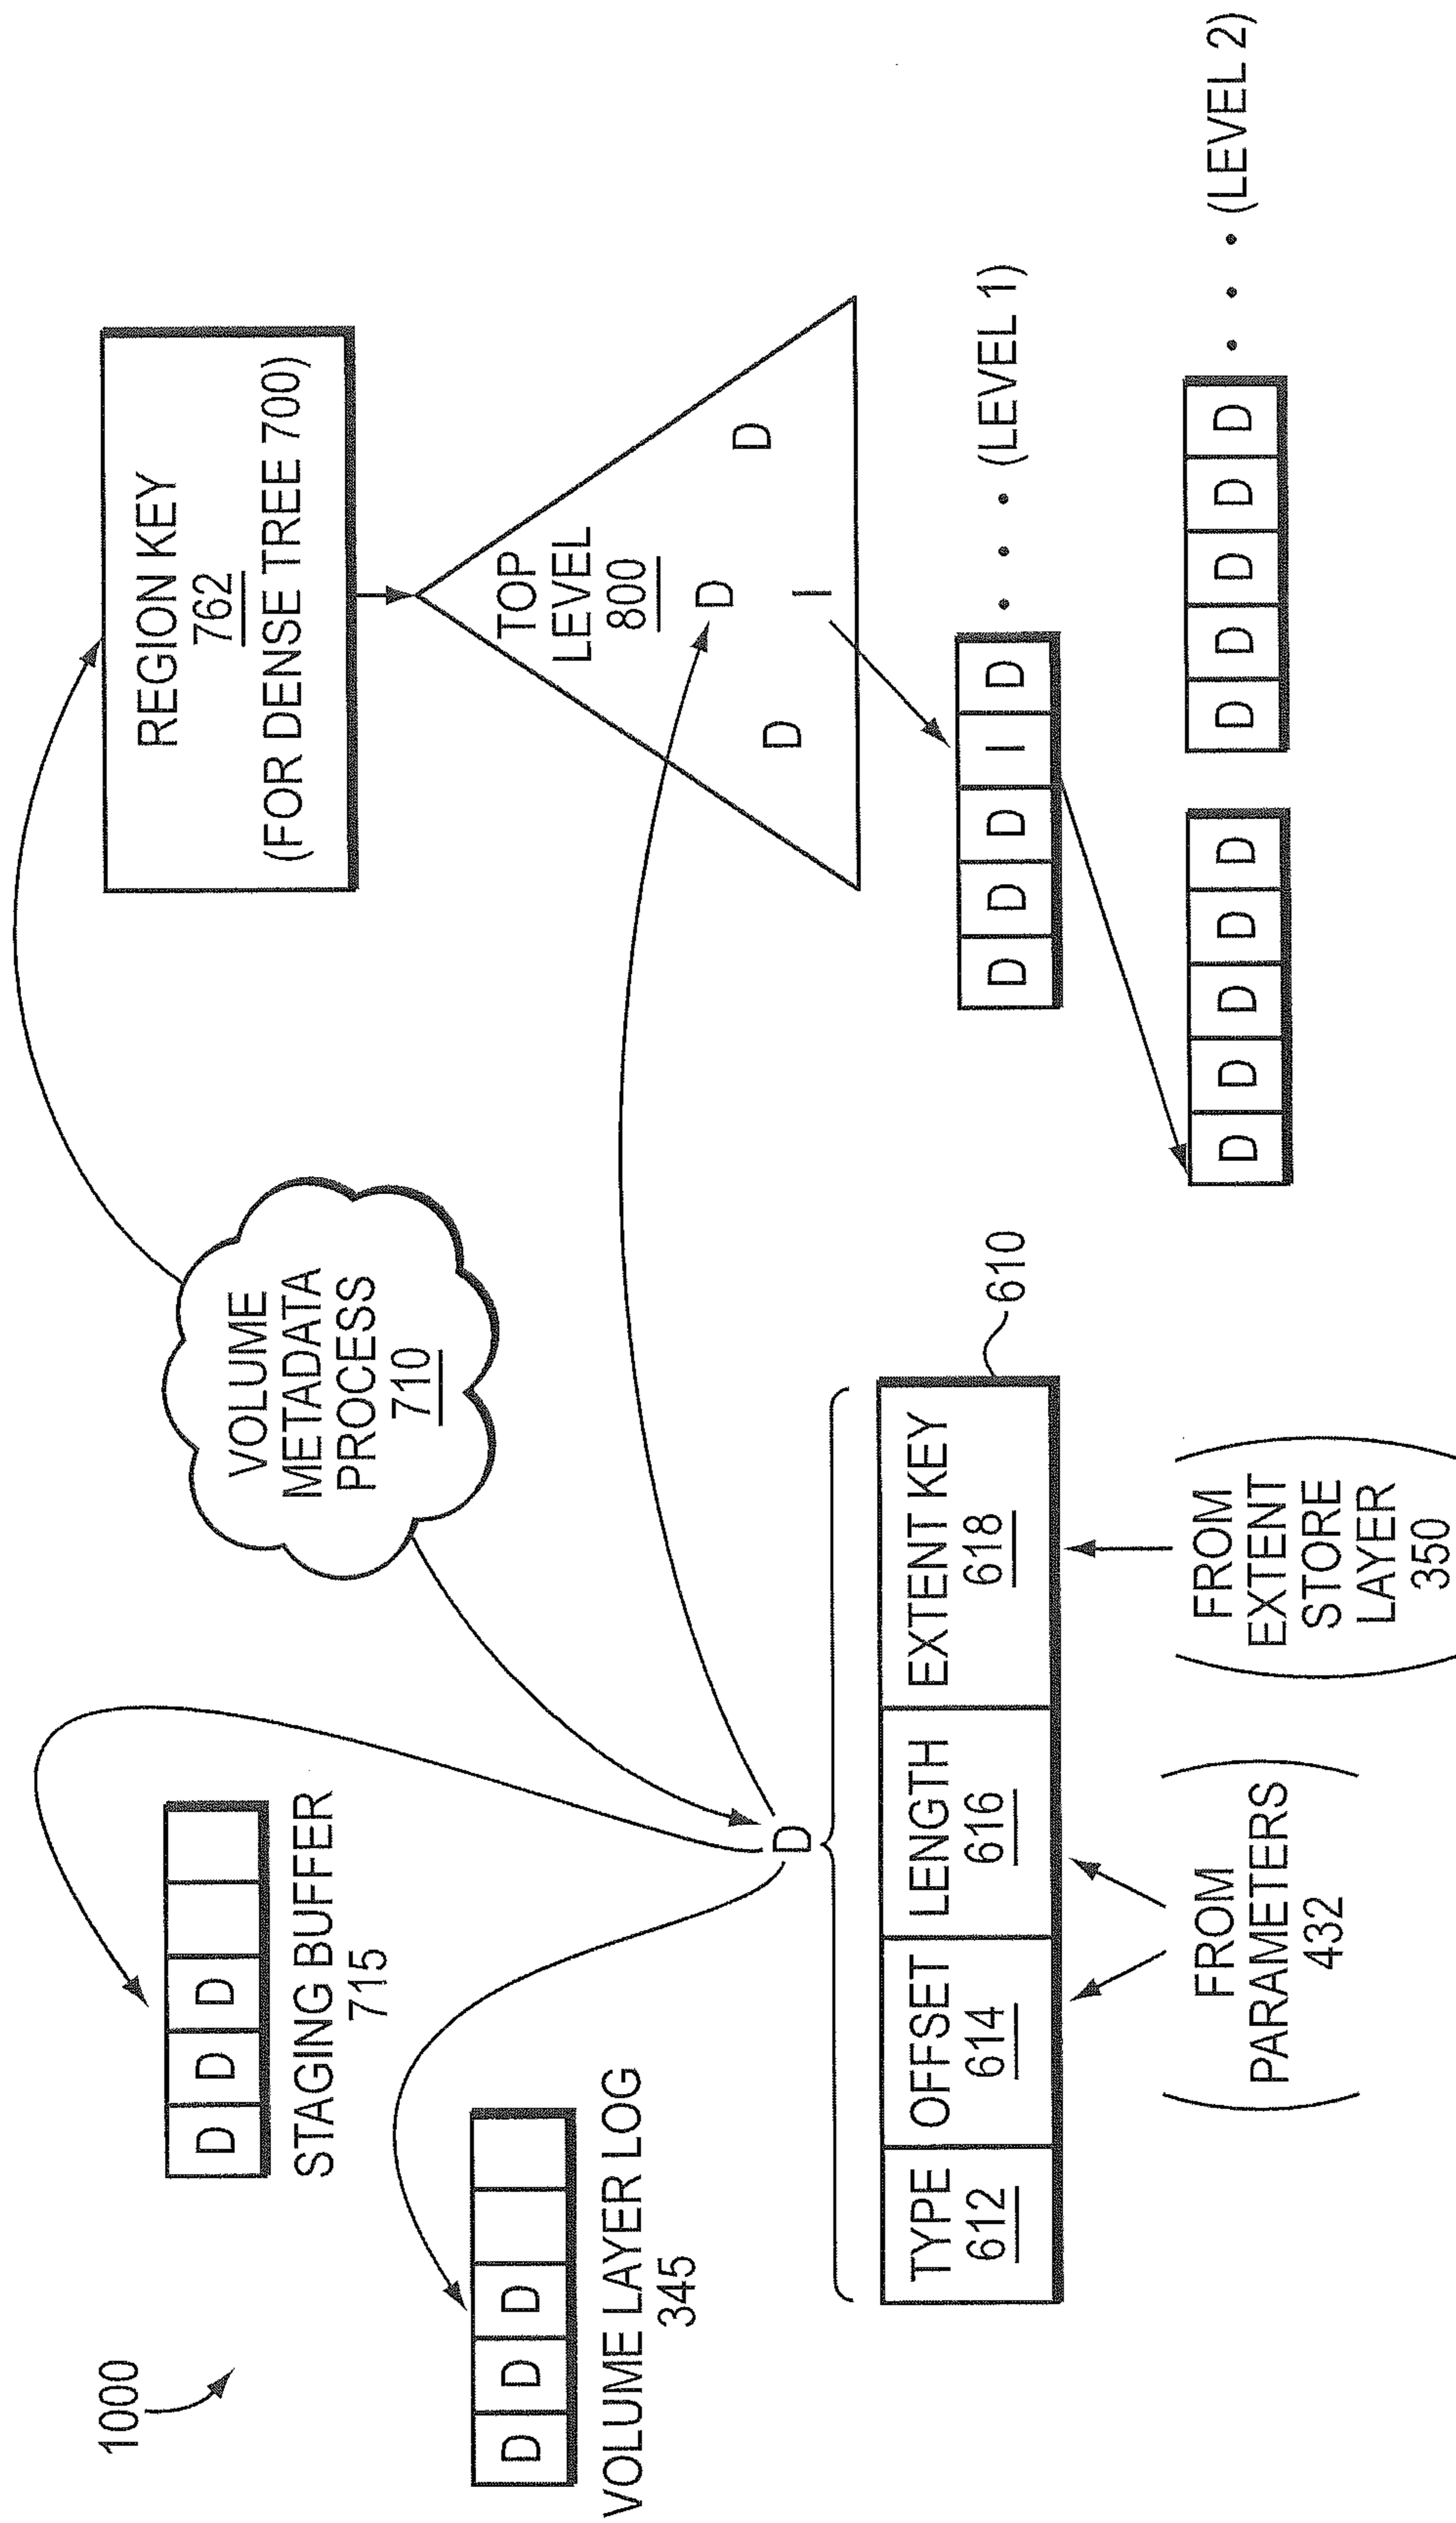 1000
D D D
STAGING BUFFER
715
D D D
VOLUME LAYER LOG
345
VOLUME
METADATA
PROCESS
710
REGION KEY
762
(FOR DENSE TREE 700)
TOP
LEVEL
800
D
D
D
I
D
TYPE
612
OFFSET
614
LENGTH
616
EXTENT KEY
618
610
(FROM
PARAMETERS
432)
(FROM
EXTENT
STORE
LAYER
350)
D D D I D • • • (LEVEL 1)
D D D D D
D D D D D • • • (LEVEL 2)